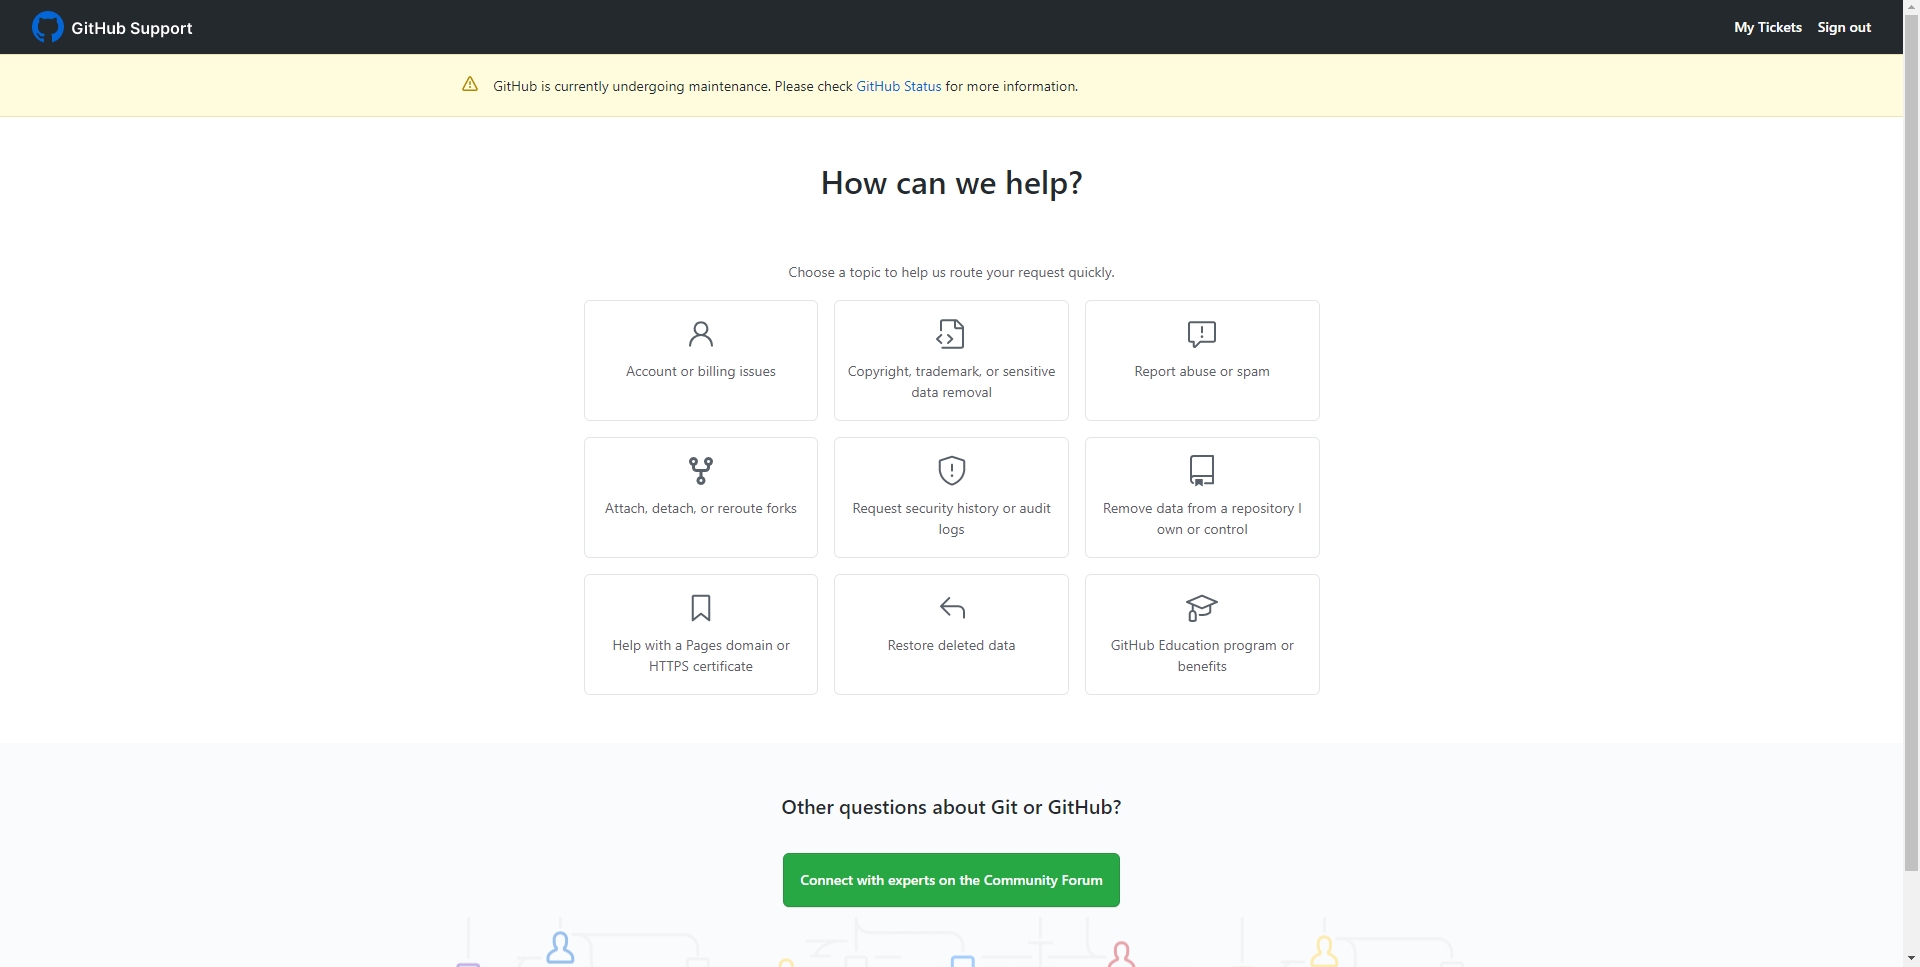 GitHub Support
My Tickets
Sign out
GitHub is currently undergoing maintenance. Please check GitHub Status for more information.
How can we help?
Choose a topic to help us route your request quickly.
Account or billing issues
Copyright, trademark, or sensitive
data removal
Report abuse or spam
Attach, detach, or reroute forks
Request security history or audit
logs
Remove data from a repository I
own or control
Help with a Pages domain or
HTTPS certificate
Restore deleted data
GitHub Education program or
benefits
Other questions about Git or GitHub?
Connect with experts on the Community Forum